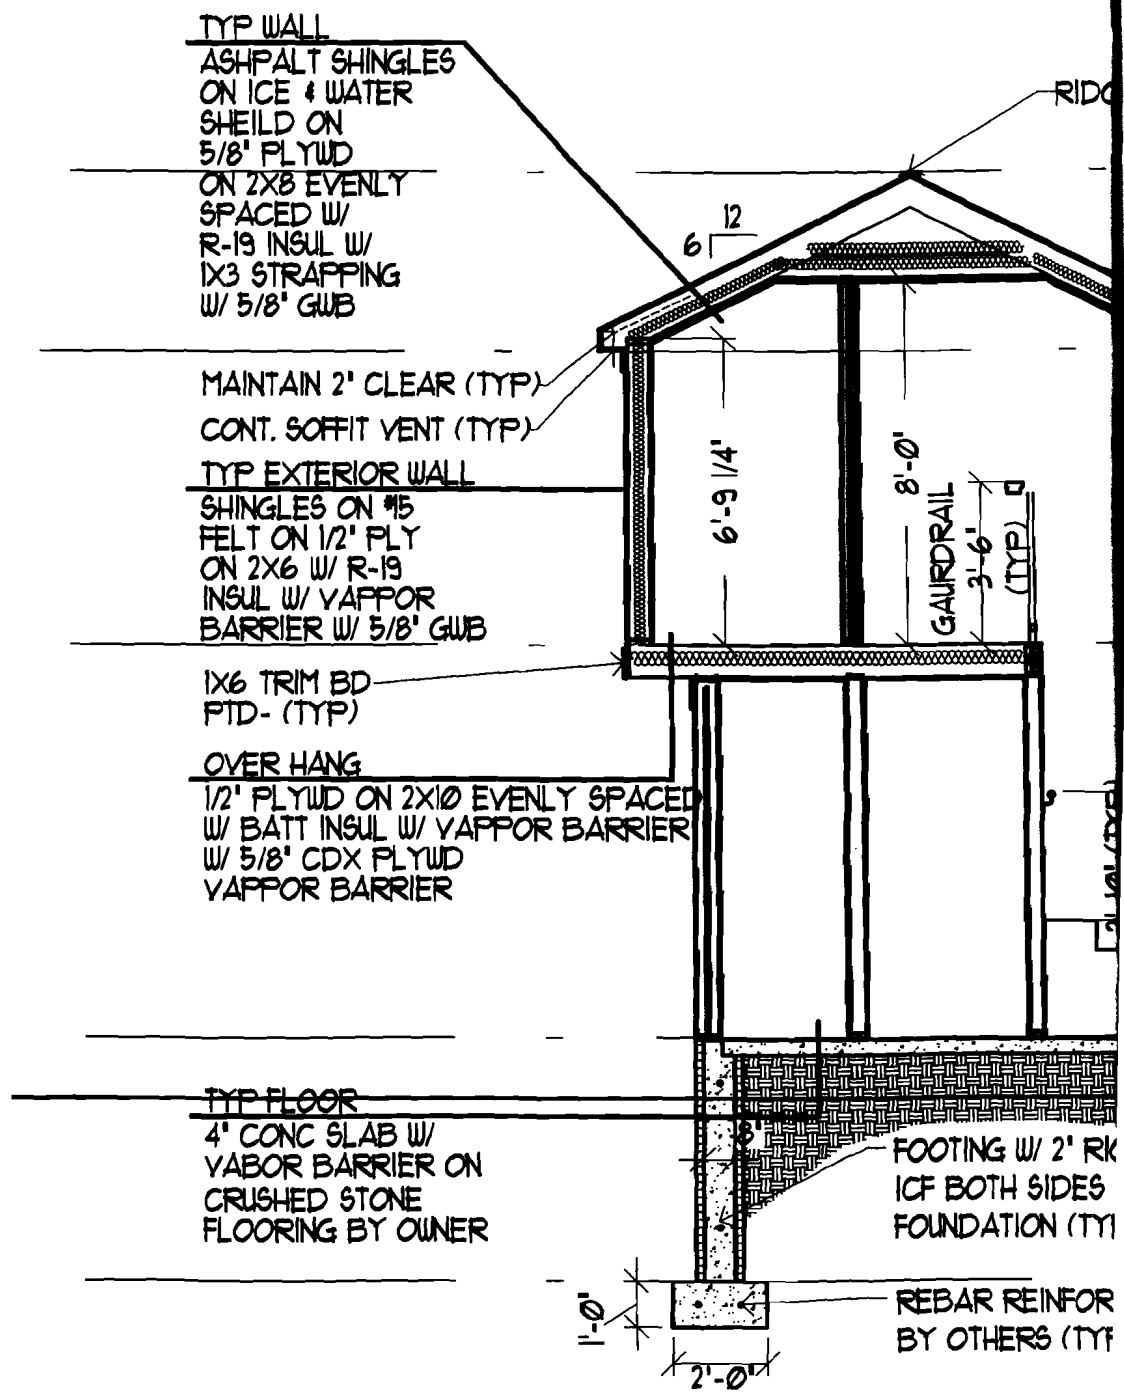 TYP WALL
ASHPALT SHINGLES
ON ICE & WATER
SHEILD ON
5/8" PLYWD
ON 2X8 EVENLY
SPACED W/
R-19 INSUL W/
1X3 STRAPPING
W/ 5/8" GWB
MAINTAIN 2" CLEAR (TYP)
CONT. SOFFIT VENT (TYP)
TYP EXTERIOR WALL
SHINGLES ON #15
FELT ON 1/2" PLY
ON 2X6 W/ R-19
INSUL W/ VAPPOR
BARRIER W/ 5/8" GWB
1X6 TRIM BD
PTD- (TYP)
OVER HANG
1/2" PLYWD ON 2X10 EVENLY SPACED
W/ BATT INSUL W/ VAPPOR BARRIER
W/ 5/8" CDX PLYWD
VAPPOR BARRIER
TYP FLOOR
4" CONC SLAB W/
VABOR BARRIER ON
CRUSHED STONE
FLOORING BY OWNER
12
6
6'-9 1/4"
8'-0"
GAURDRAIL
3'-6"
(TYP)
8"
FOOTING W/ 2"
ICF BOTH SIDES
FOUNDATION
REBAR
BY OTHERS
1'-0"
2'-0"